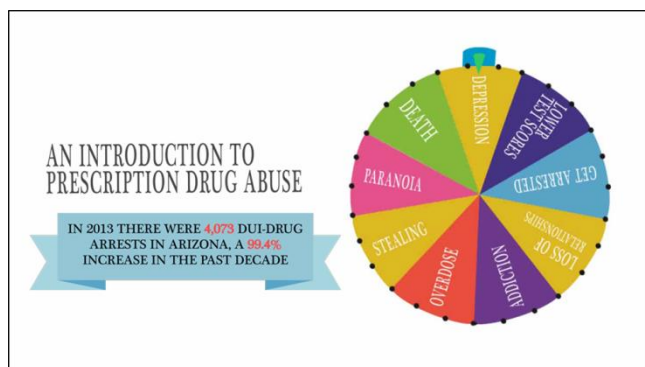 AN INTRODUCTION TO
PRESCRIPTION DRUG ABUSE
IN 2013 THERE WERE 4,073 DUI-DRUG
ARRESTS IN ARIZONA, A 99.4%
INCREASE IN THE PAST DECADE
DEPRESSION
LOWER
TEST SCORES
GET ARRESTED
LOSS OF
RELATIONSHIPS
ADDICTION
OVERDOSE
STEALING
PARANOIA
DEATH